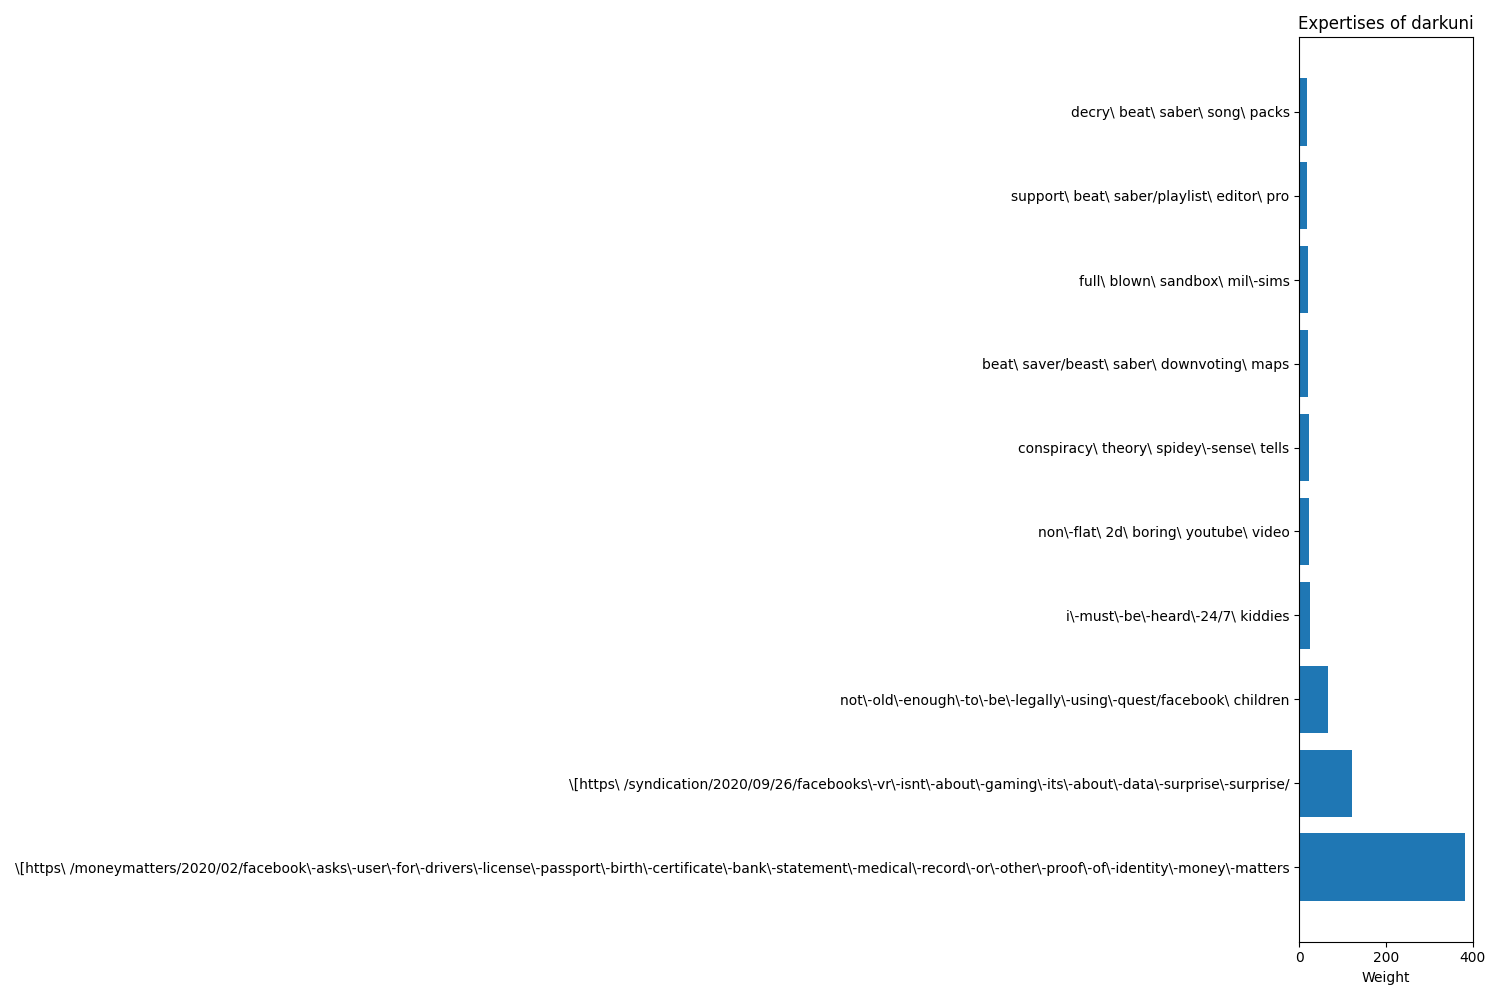 Expertises of darkuni
decry\ beat\ saber\ song\ packs
support\ beat\ saber/playlist\ editor\ pro
full\ blown\ sandbox\ mil\-sims
beat\ saver/beast\ saber\ downvoting\ maps
conspiracy\ theory\ spidey\-sense\ tells
non\-flat\ 2d\ boring\ youtube\ video
i\-must\-be\-heard\-24/7\ kiddies
not\-old\-enough\-to\-be\-legally\-using\-quest/facebook\ children
\[https\ /syndication/2020/09/26/facebooks\-vr\-isnt\-about\-gaming\-its\-about\-data\-surprise\-surprise/
\[https\ /moneymatters/2020/02/facebook\-asks\-user\-for\-drivers\-license\-passport\-birth\-certificate\-bank\-statement\-medical\-record\-or\-other\-proof\-of\-identity\-money\-matters
0 200 400
Weight